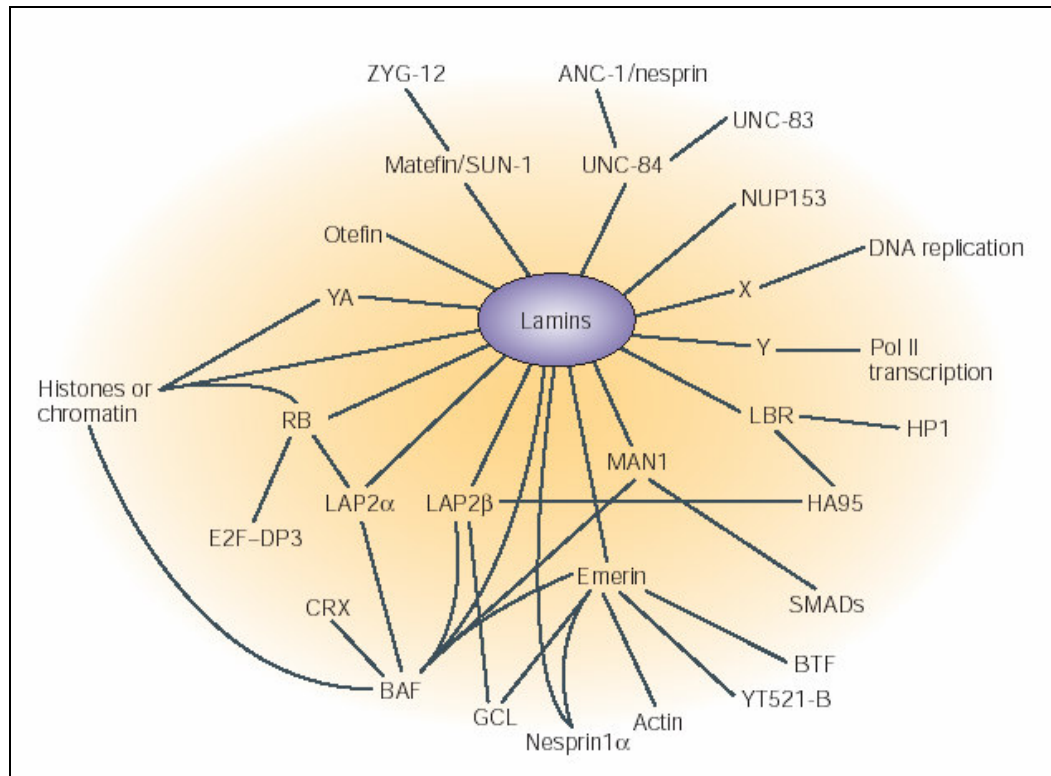 ZYG-12
ANC-1/nesprin
UNC-83
Matefin/SUN-1
UNC-84
NUP153
Otefin
DNA replication
YA
X
Lamins
Y
Pol II
transcription
Histones or
chromatin
RB
LBR
HP1
MAN1
LAP2α
LAP2β
HA95
E2F–DP3
Emerin
CRX
SMADs
BTF
BAF
YT521-B
GCL
Actin
Nesprin1α